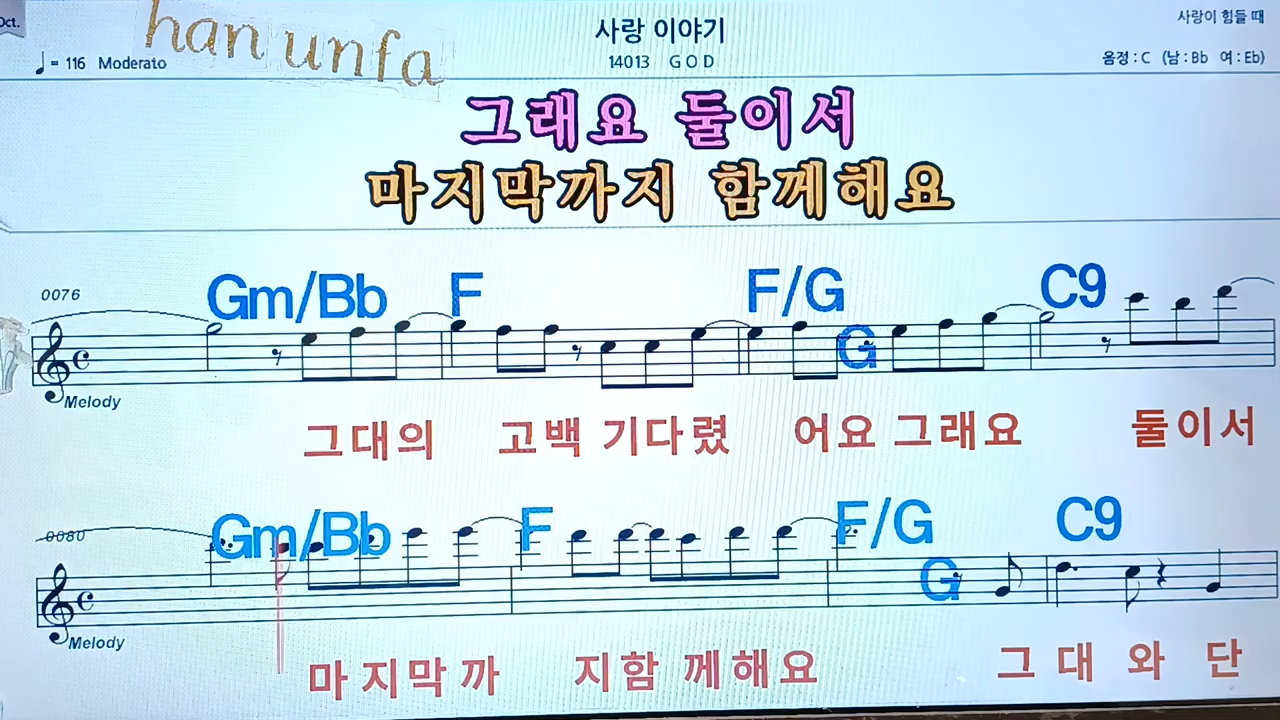 Oct.
han unfa
사랑 이야기
사랑이 힘들 때
♩= 116 Moderato
14013 G O D
음정 : C (남 : Bb 여 : Eb)
그래요 둘이서
마지막까지 함께해요
0076
Gm/Bb F F/G G C9
Melody
그대의 고백 기다렸 어요 그래요 둘이서
0080
Gm/Bb F F/G G C9
Melody
마지막까 지함 께해요 그 대 와 단